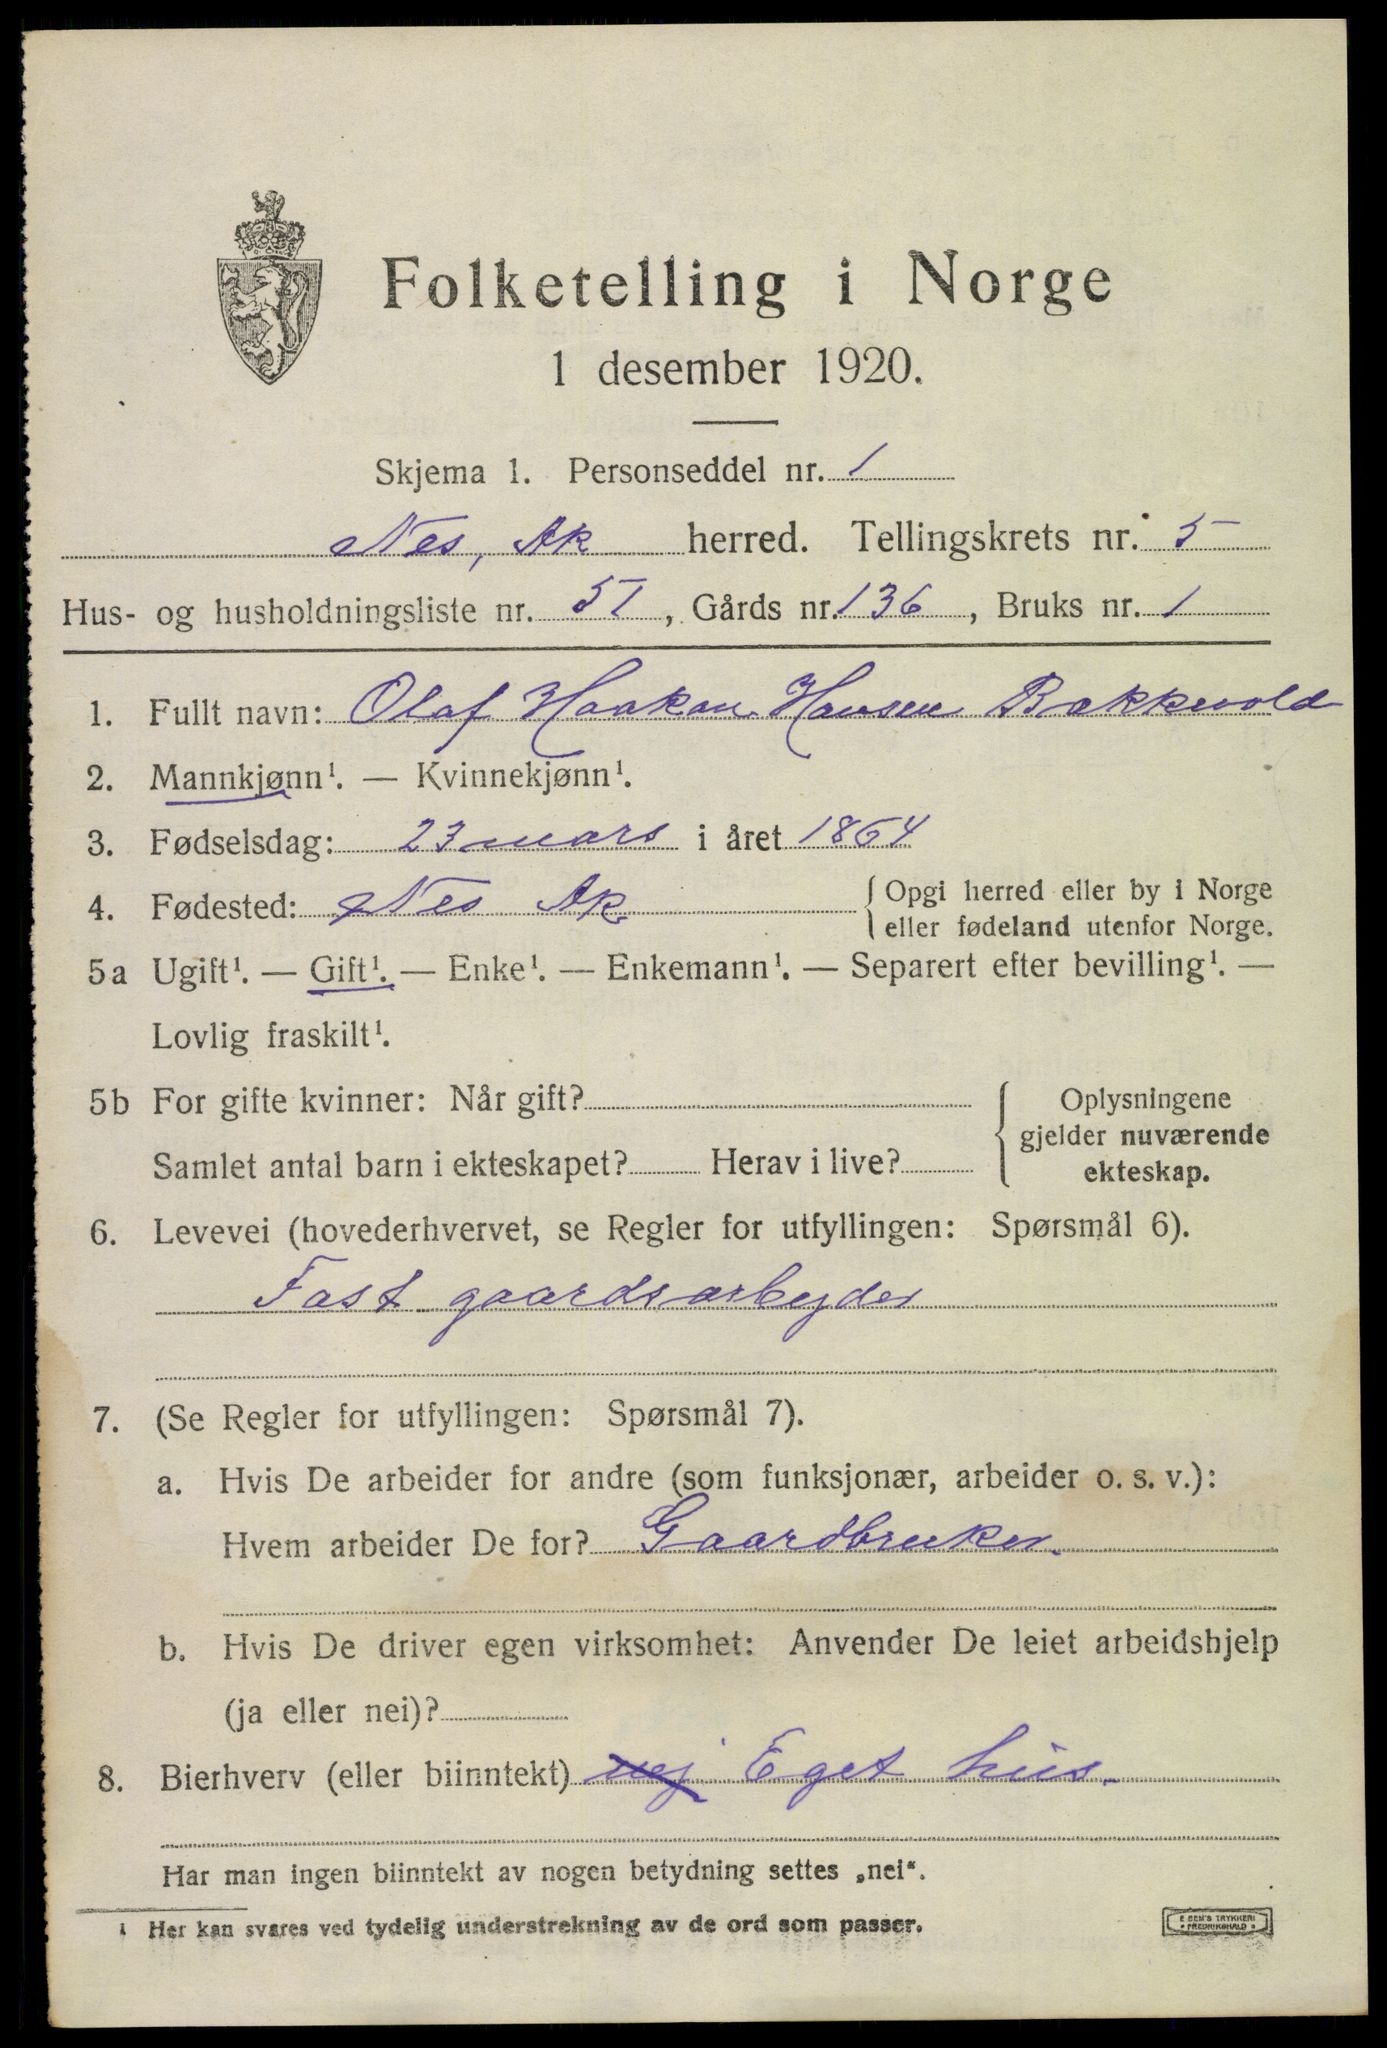 Folketelling i Norge
1 desember 1920.
Skjema 1. Personseddel nr. 1
Nes, Ak herred. Tellingskrets nr. 5
Hus- og husholdningsliste nr. 51, Gårds nr. 136, Bruks nr. 1
1. Fullt navn: Olaf Haakon Hansen Bakkevold
2. Mannkjønn¹. — Kvinnekjønn¹.
3. Fødselsdag: 23 mars i året 1864
4. Fødested: Nes Ak { Opgi herred eller by i Norge
eller fødeland utenfor Norge.
5a Ugift¹. — Gift¹. — Enke¹. — Enkemann¹. — Separert efter bevilling¹. —
Lovlig fraskilt¹.
5b For gifte kvinner: Når gift? { Oplysningene
gjelder nuværende
Samlet antal barn i ekteskapet? Herav i live? ekteskap.
6. Levevei (hovederhvervet, se Regler for utfyllingen: Spørsmål 6).
Fast gaardsarbeyder
7. (Se Regler for utfyllingen: Spørsmål 7).
a. Hvis De arbeider for andre (som funksjonær, arbeider o. s. v.):
Hvem arbeider De for? Gaardbruker.
b. Hvis De driver egen virksomhet: Anvender De leiet arbeidshjelp
(ja eller nei)?
8. Bierhverv (eller biinntekt) nej Eget hus.
Har man ingen biinntekt av nogen betydning settes „nei“.
1 Her kan svares ved tydelig understrekning av de ord som passer.
E SEM'S TRYKKERI
FREDRIKSHALD